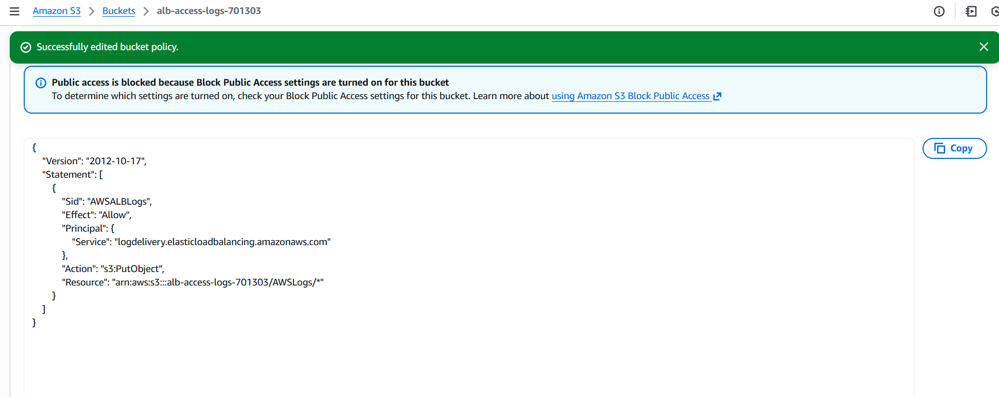 Amazon S3 > Buckets > alb-access-logs-701303
Successfully edited bucket policy.
Public access is blocked because Block Public Access settings are turned on for this bucket
To determine which settings are turned on, check your Block Public Access settings for this bucket. Learn more about using Amazon S3 Block Public Access
Copy
{
  "Version": "2012-10-17",
  "Statement": [
    {
      "Sid": "AWSALBLogs",
      "Effect": "Allow",
      "Principal": {
        "Service": "logdelivery.elasticloadbalancing.amazonaws.com"
      },
      "Action": "s3:PutObject",
      "Resource": "arn:aws:s3:::alb-access-logs-701303/AWSLogs/*"
    }
  ]
}